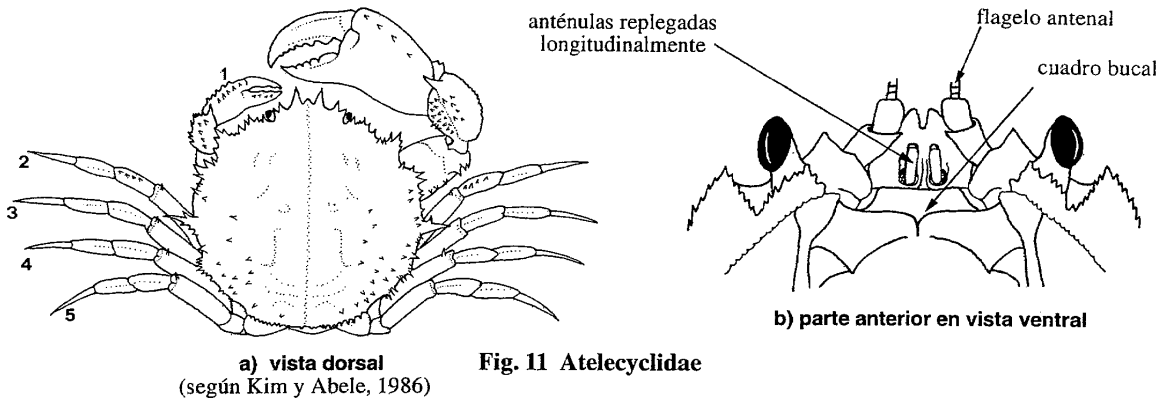 anténulas replegadas
longitudinalmente
flagelo antenal
cuadro bucal
1
2
3
4
5
a) vista dorsal
(según Kim y Abele, 1986)
Fig. 11 Atelecyclidae
b) parte anterior en vista ventral